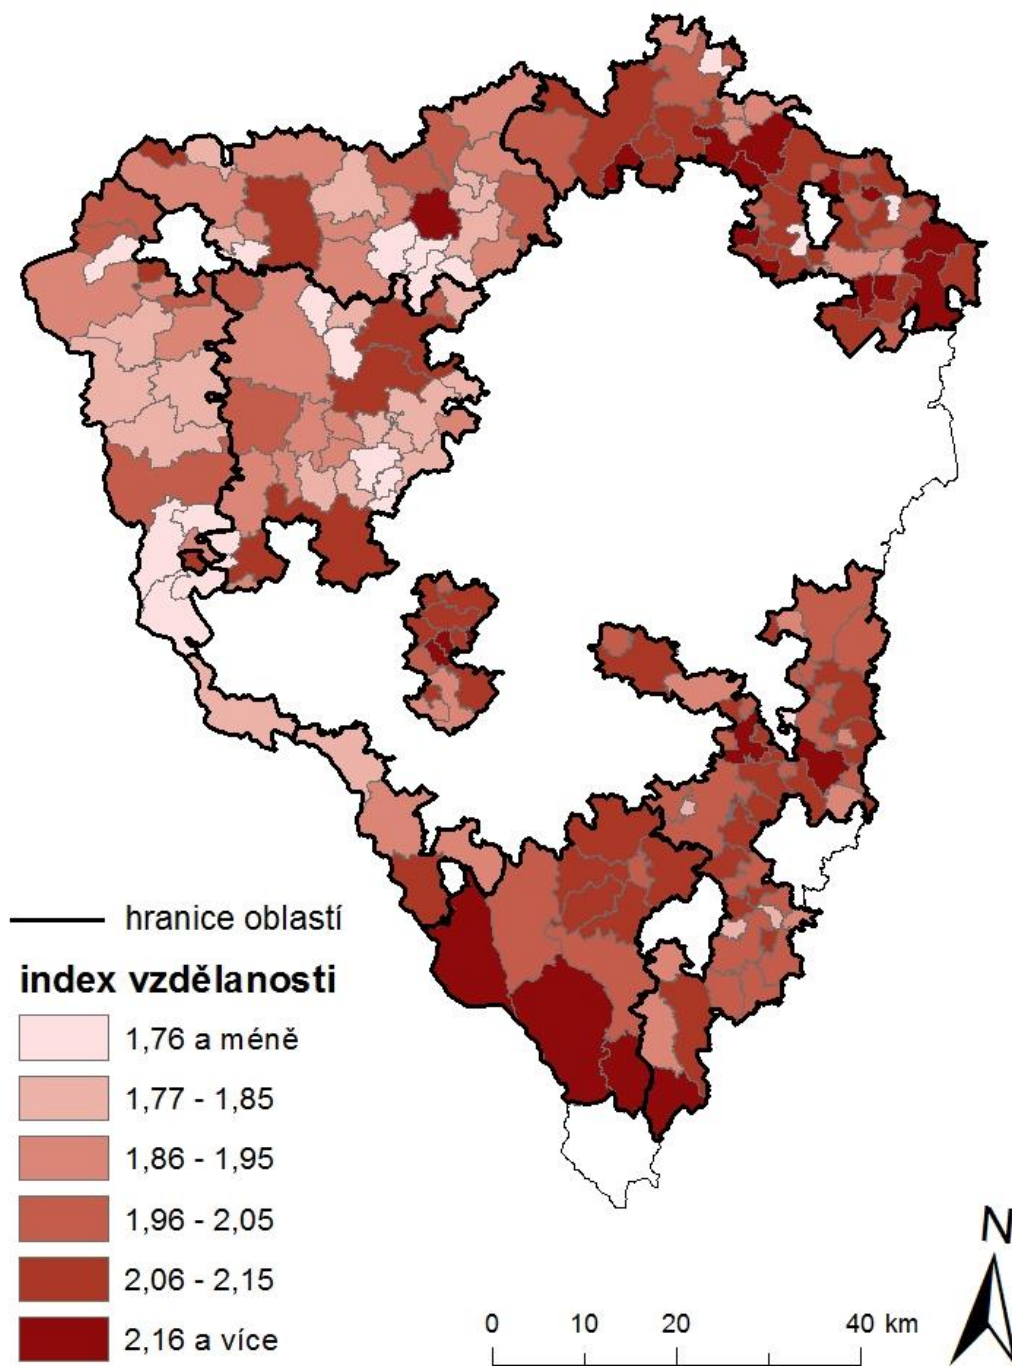 hranice oblastí
index vzdělanosti
1,76 a méně
1,77 - 1,85
1,86 - 1,95
1,96 - 2,05
2,06 - 2,15
2,16 a více
0 10 20 40 km
N